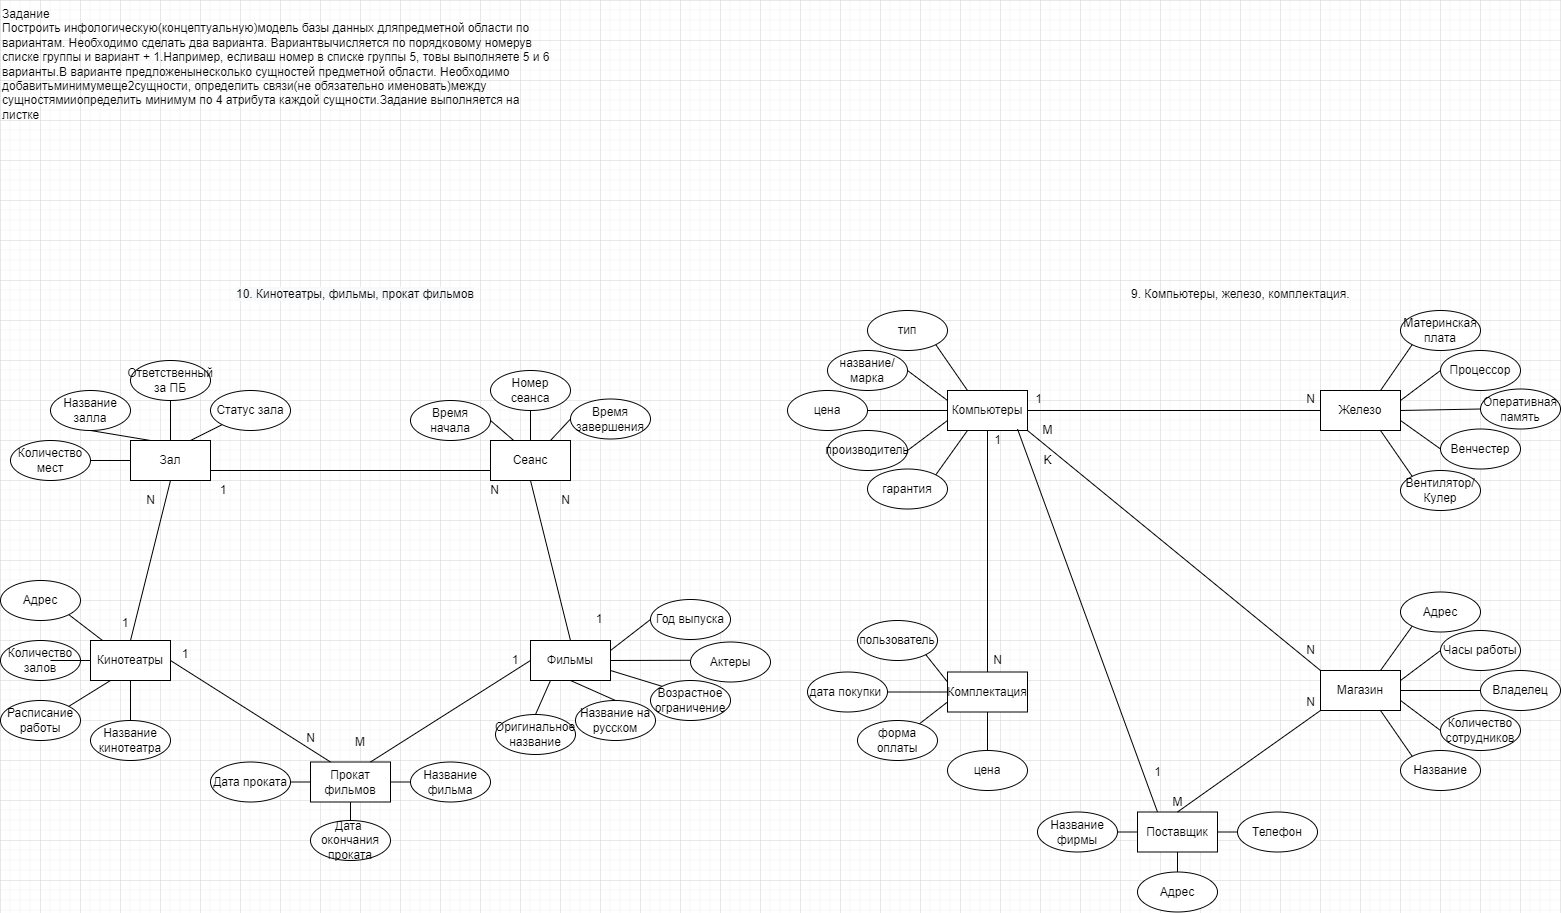 Задание
Построить инфологическую(концептуальную)модель базы данных дляпредметной области по
вариантам. Необходимо сделать два варианта. Вариантвычисляется по порядковому номерув
списке группы и вариант + 1.Например, есливаш номер в списке группы 5, товы выполняете 5 и 6
варианты.В варианте предложенынесколько сущностей предметной области. Необходимо
добавитьминимумеще2сущности, определить связи(не обязательно именовать)между
сущностямииопределить минимум по 4 атрибута каждой сущности.Задание выполняется на
листке
10. Кинотеатры, фильмы, прокат фильмов
Ответственный
за ПБ
Название
залла
Статус зала
Количество
мест
Зал
Номер
сеанса
Время
начала
Время
завершения
Сеанс
N
1
N
N
Адрес
1
Количество
залов
Кинотеатры
1
Расписание
работы
Название
кинотеатра
1
Год выпуска
1
Фильмы
Актеры
Возрастное
ограничение
Название на
русском
Оригинальное
название
N
M
Дата проката
Прокат
фильмов
Название
фильма
Дата
окончания
проката
9. Компьютеры, железо, комплектация.
тип
название/
марка
цена
производитель
гарантия
Компьютеры
1
N
M
1
K
Материнская
плата
Процессор
Оперативная
память
Венчестер
Вентилятор/
Кулер
Железо
пользователь
N
дата покупки
Комплектация
форма
оплаты
цена
Адрес
N
Часы работы
Магазин
Владелец
N
Количество
сотрудников
Название
1
M
Название
фирмы
Поставщик
Телефон
Адрес